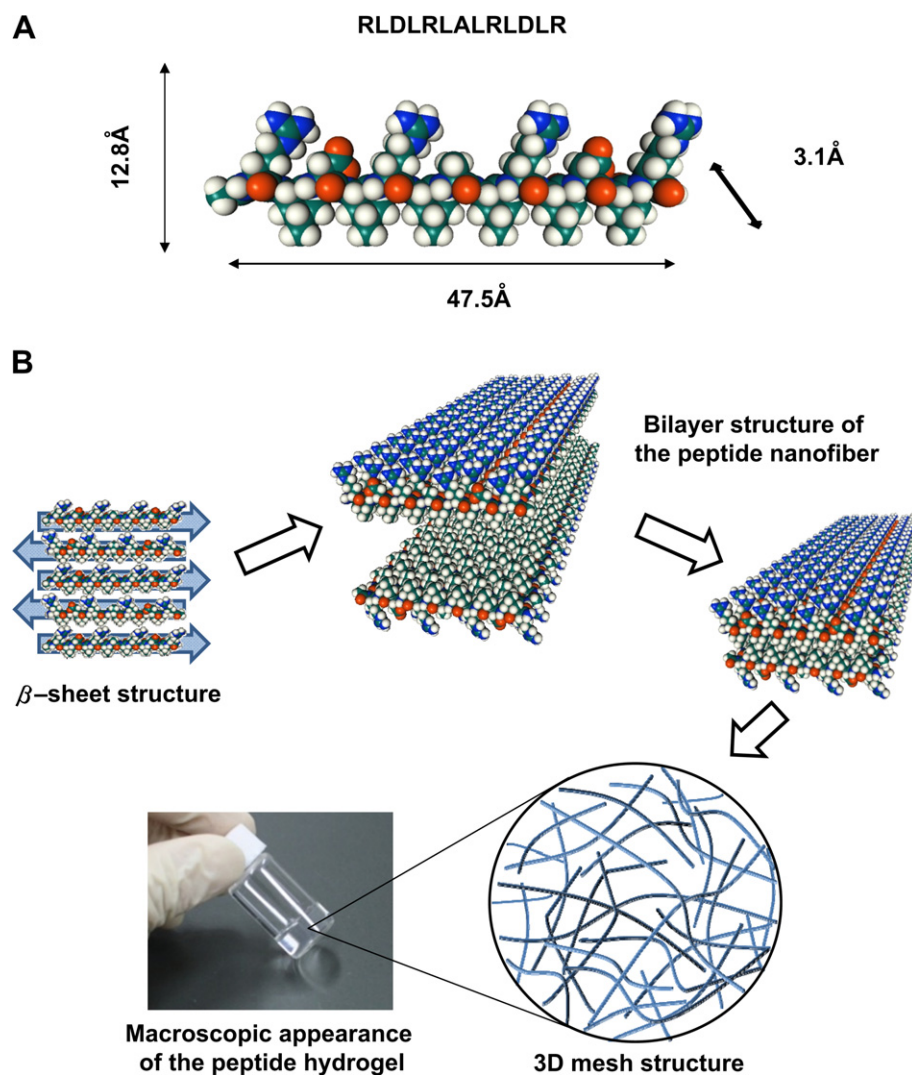 A
RLDLRLALRLDLR
12.8Å
3.1Å
47.5Å
B
Bilayer structure of
the peptide nanofiber
β–sheet structure
Macroscopic appearance
of the peptide hydrogel
3D mesh structure